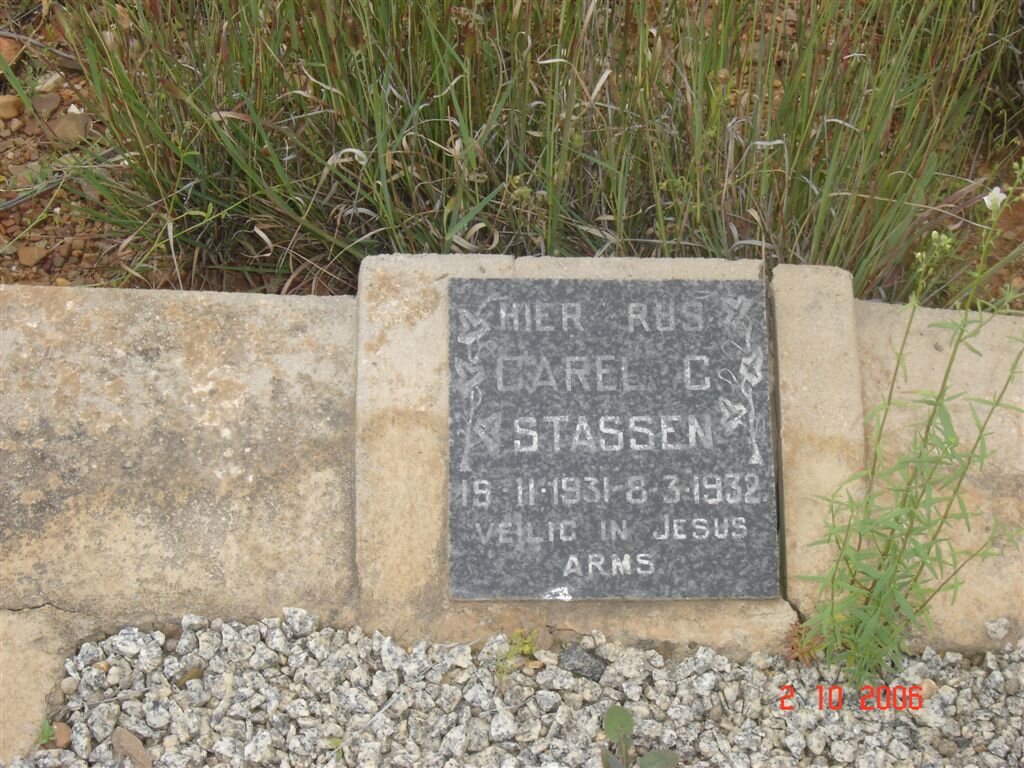 HIER RUS
CAREL C
STASSEN
19-11-1931-8-3-1932
VEILIG IN JESUS
ARMS
2 10 2006